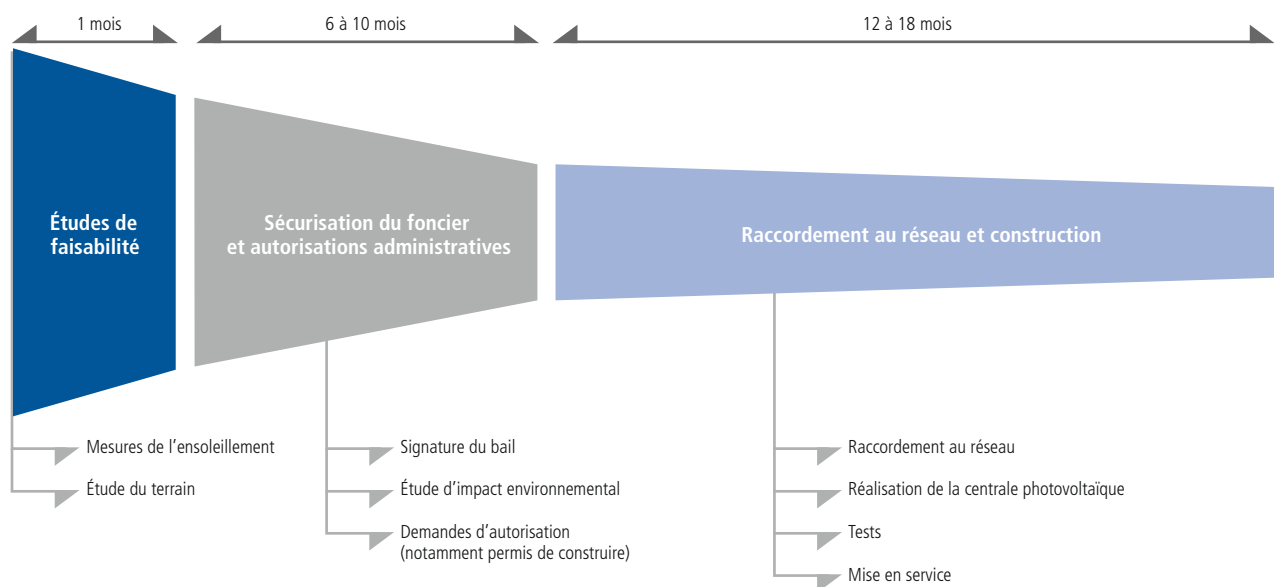 1 mois
6 à 10 mois
12 à 18 mois
Études de
faisabilité
Sécurisation du foncier
et autorisations administratives
Raccordement au réseau et construction
Mesures de l'ensoleillement
Étude du terrain
Signature du bail
Étude d'impact environnemental
Demandes d'autorisation
(notamment permis de construire)
Raccordement au réseau
Réalisation de la centrale photovoltaïque
Tests
Mise en service